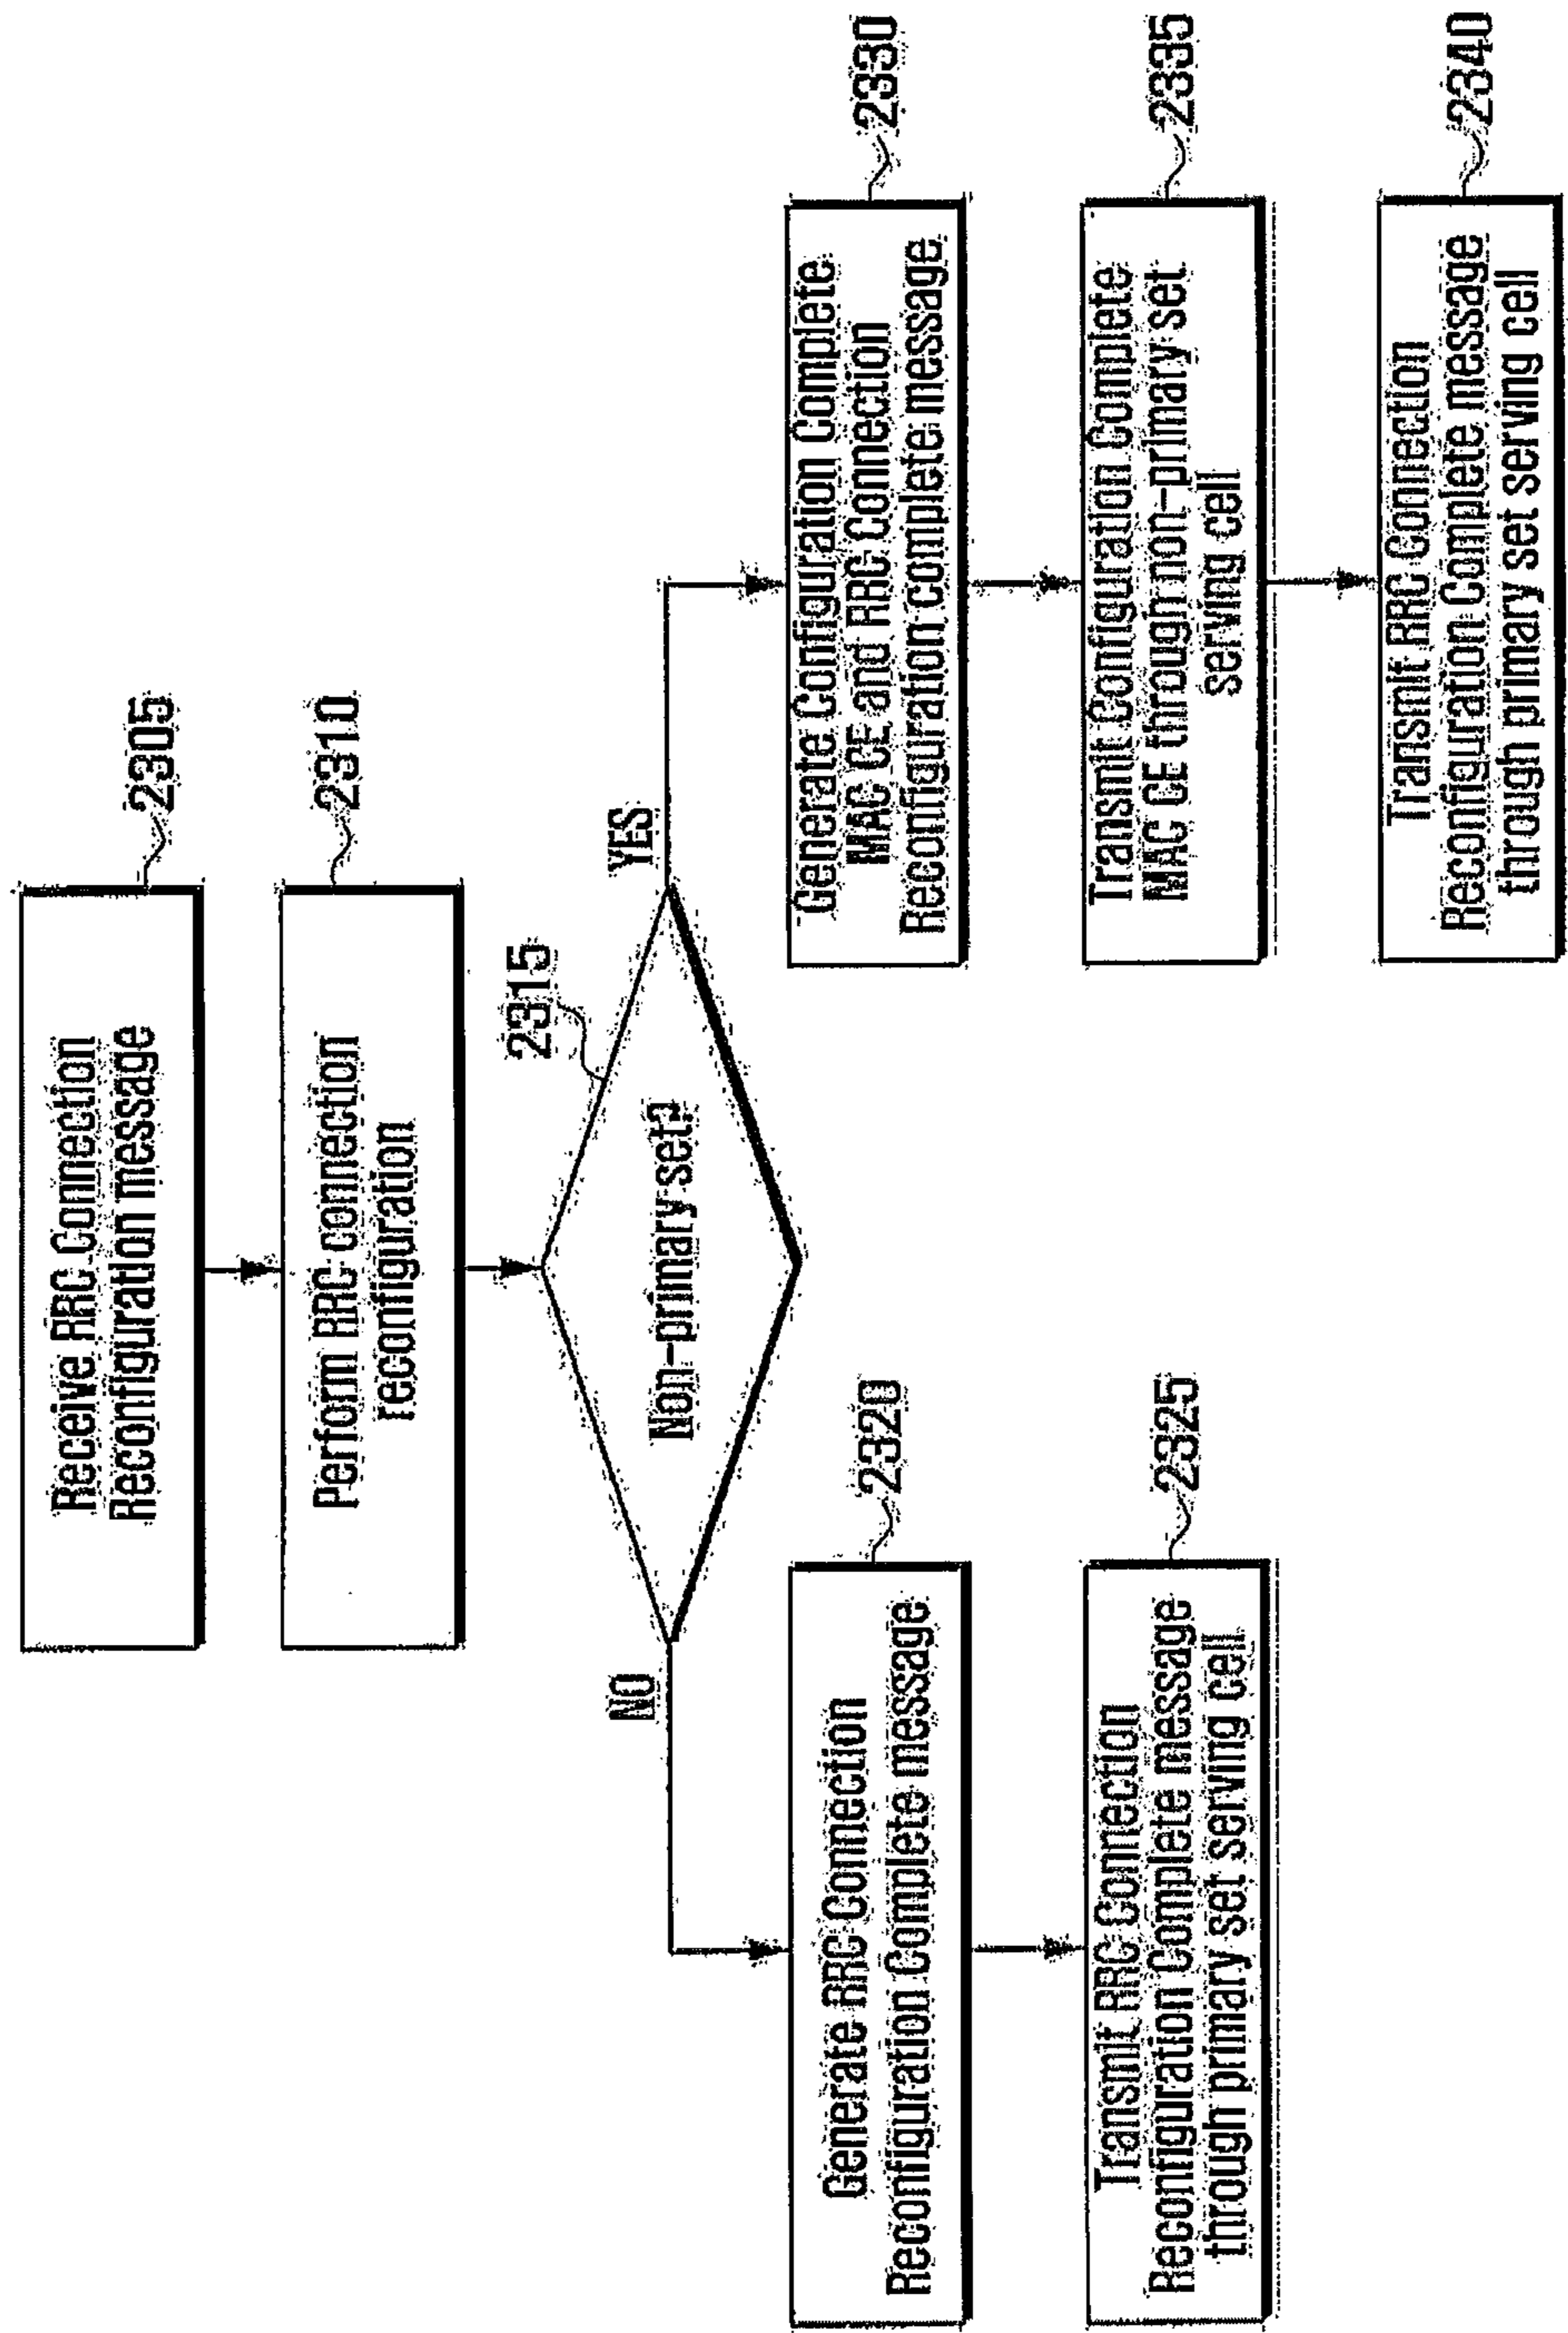 Receive RRC Connection
Reconfiguration message
2305
Perform RRC connection
reconfiguration
2310
Non-primary set?
2315
NO
YES
Generate RRC Connection
Reconfiguration Complete message
2320
Transmit RRC Connection
Reconfiguration Complete message
through primary set serving cell
2325
Generate Configuration Complete
MAC CE and RRC Connection
Reconfiguration complete message
2330
Transmit Configuration Complete
MAC CE through non-primary set
serving cell
2335
Transmit RRC Connection
Reconfiguration Complete message
through primary set serving cell
2340